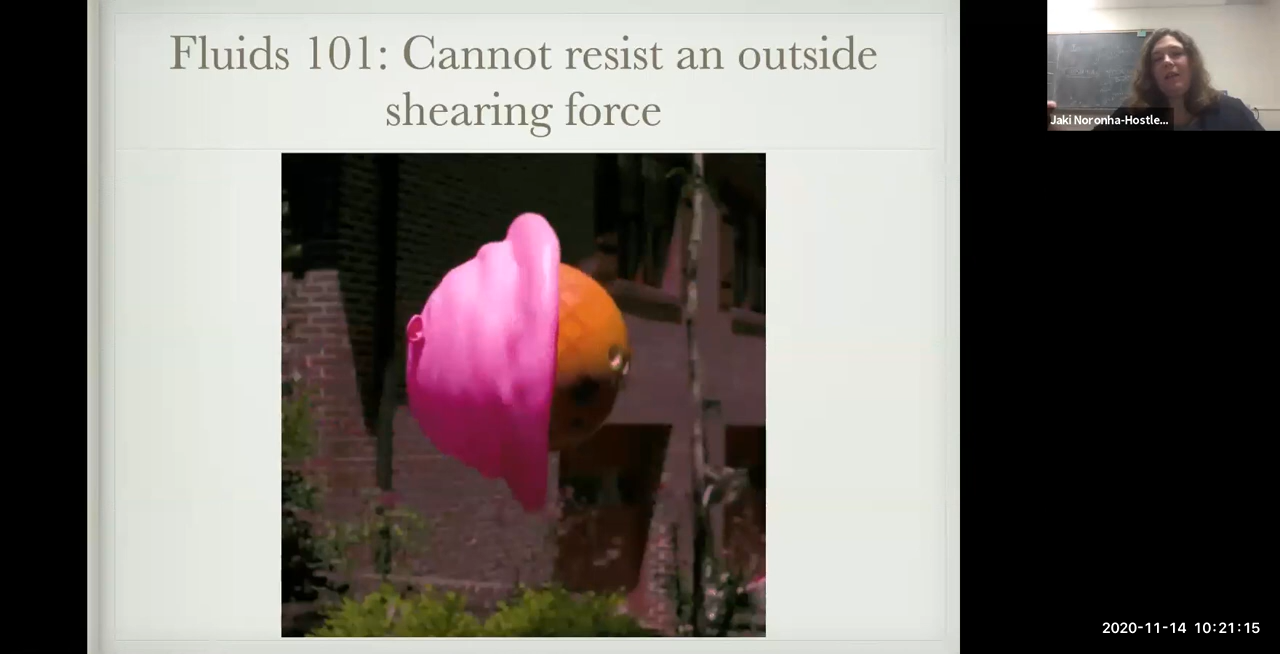 Fluids 101: Cannot resist an outside
shearing force
Jaki Noronha-Hostle...
2020-11-14 10:21:15